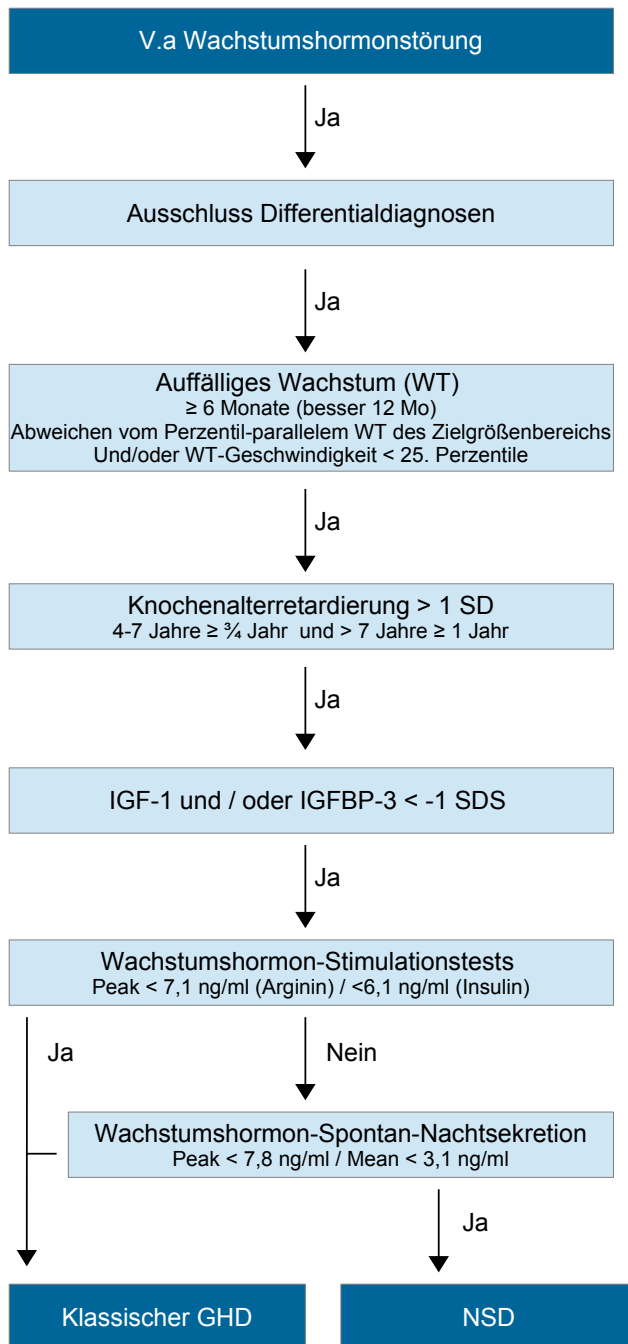 V.a Wachstumshormonstörung
Ja
Ausschluss Differentialdiagnosen
Ja
Auffälliges Wachstum (WT)
≥ 6 Monate (besser 12 Mo)
Abweichen vom Perzentil-parallelem WT des Zielgrößenbereichs
Und/oder WT-Geschwindigkeit < 25. Perzentile
Ja
Knochenalterretardierung > 1 SD
4-7 Jahre ≥ ¾ Jahr und > 7 Jahre ≥ 1 Jahr
Ja
IGF-1 und / oder IGFBP-3 < -1 SDS
Ja
Wachstumshormon-Stimulationstests
Peak < 7,1 ng/ml (Arginin) / <6,1 ng/ml (Insulin)
Ja
Nein
Wachstumshormon-Spontan-Nachtsekretion
Peak < 7,8 ng/ml / Mean < 3,1 ng/ml
Ja
Klassischer GHD
NSD